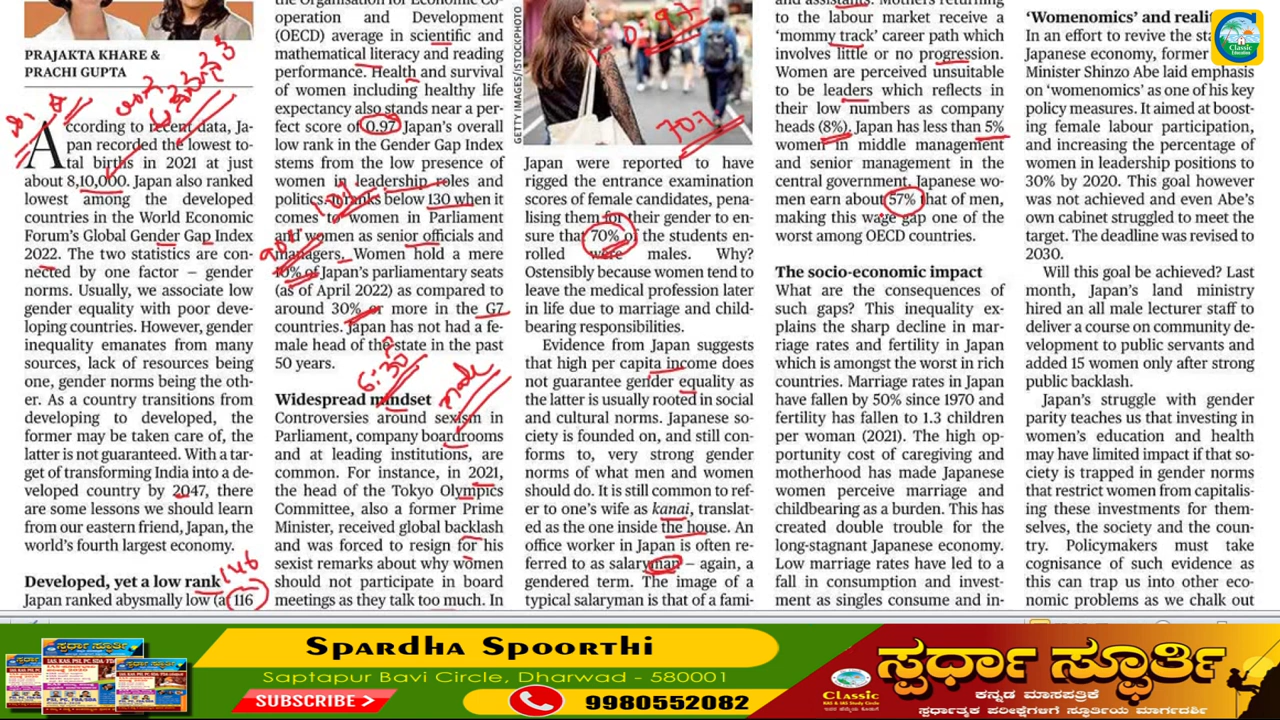 PRAJAKTA KHARE &
PRACHI GUPTA
According to recent data, Ja-
pan recorded the lowest to-
tal births in 2021 at just
about 8,10,000. Japan also ranked
lowest among the developed
countries in the World Economic
Forum's Global Gender Gap Index
2022. The two statistics are con-
nected by one factor – gender
norms. Usually, we associate low
gender equality with poor deve-
loping countries. However, gender
inequality emanates from many
sources, lack of resources being
one, gender norms being the oth-
er. As a country transitions from
developing to developed, the
former may be taken care of, the
latter is not guaranteed. With a tar-
get of transforming India into a de-
veloped country by 2047, there
are some lessons we should learn
from our eastern friend, Japan, the
world's fourth largest economy.
Developed, yet a low rank
146
Japan ranked abysmally low (at 116
the Organisation for Economic Co-
operation and Development
(OECD) average in scientific and
mathematical literacy and reading
performance. Health and survival
of women including healthy life
expectancy also stands near a per-
fect score of 0.97. Japan's overall
low rank in the Gender Gap Index
stems from the low presence of
women in leadership roles and
politics. It ranks below 130 when it
comes to women in Parliament
and women as senior officials and
managers. Women hold a mere
10% of Japan's parliamentary seats
(as of April 2022) as compared to
around 30% or more in the G7
countries. Japan has not had a fe-
male head of the state in the past
50 years.
6:30
male
Widespread mindset
Controversies around sexism in
Parliament, company boardrooms
and at leading institutions, are
common. For instance, in 2021,
the head of the Tokyo Olympics
Committee, also a former Prime
Minister, received global backlash
and was forced to resign for his
sexist remarks about why women
should not participate in board
meetings as they talk too much. In
GETTY IMAGES/ISTOCKPHOTO
Japan were reported to have
rigged the entrance examination
scores of female candidates, pena-
lising them for their gender to en-
sure that 70% of the students en-
rolled were males. Why?
Ostensibly because women tend to
leave the medical profession later
in life due to marriage and child-
bearing responsibilities.
Evidence from Japan suggests
that high per capita income does
not guarantee gender equality as
the latter is usually rooted in social
and cultural norms. Japanese so-
ciety is founded on, and still con-
forms to, very strong gender
norms of what men and women
should do. It is still common to ref-
er to one's wife as kanai, translat-
ed as the one inside the house. An
office worker in Japan is often re-
ferred to as salaryman – again, a
gendered term. The image of a
typical salaryman is that of a fami-
and assistants. Mothers returning
to the labour market receive a
'mommy track' career path which
involves little or no progression.
Women are perceived unsuitable
to be leaders which reflects in
their low numbers as company
heads (8%). Japan has less than 5%
women in middle management
and senior management in the
central government. Japanese wo-
men earn about 57% that of men,
making this wage gap one of the
worst among OECD countries.
The socio-economic impact
What are the consequences of
such gaps? This inequality ex-
plains the sharp decline in mar-
riage rates and fertility in Japan
which is amongst the worst in rich
countries. Marriage rates in Japan
have fallen by 50% since 1970 and
fertility has fallen to 1.3 children
per woman (2021). The high op-
portunity cost of caregiving and
motherhood has made Japanese
women perceive marriage and
childbearing as a burden. This has
created double trouble for the
long-stagnant Japanese economy.
Low marriage rates have led to a
fall in consumption and invest-
ment as singles consume and in-
'Womenomics' and
In an effort to revive the
Japanese economy, former
Minister Shinzo Abe laid emphasis
on 'womenomics' as one of his key
policy measures. It aimed at boost-
ing female labour participation,
and increasing the percentage of
women in leadership positions to
30% by 2020. This goal however
was not achieved and even Abe's
own cabinet struggled to meet the
target. The deadline was revised to
2030.
Will this goal be achieved? Last
month, Japan's land ministry
hired an all male lecturer staff to
deliver a course on community de-
velopment to public servants and
added 15 women only after strong
public backlash.
Japan's struggle with gender
parity teaches us that investing in
women's education and health
may have limited impact if that so-
ciety is trapped in gender norms
that restrict women from capitalis-
ing these investments for them-
selves, the society and the coun-
try. Policymakers must take
cognisance of such evidence as
this can trap us into other eco-
nomic problems as we chalk out
Classic
Education
Spardha Spoorthi
Saptapur Bavi Circle, Dharwad - 580001
SUBSCRIBE
9980552082
Classic
KAS & IAS Study Circle
ಸ್ಪರ್ಧಾ ಸ್ಪೂರ್ತಿ
ಕನ್ನಡ ಮಾಸಪತ್ರಿಕೆ
ಸ್ಪರ್ಧಾತ್ಮಕ ಪರೀಕ್ಷೆಗಳಿಗೆ ಸ್ಪೂರ್ತಿಯ ಮಾರ್ಗದರ್ಶಿ